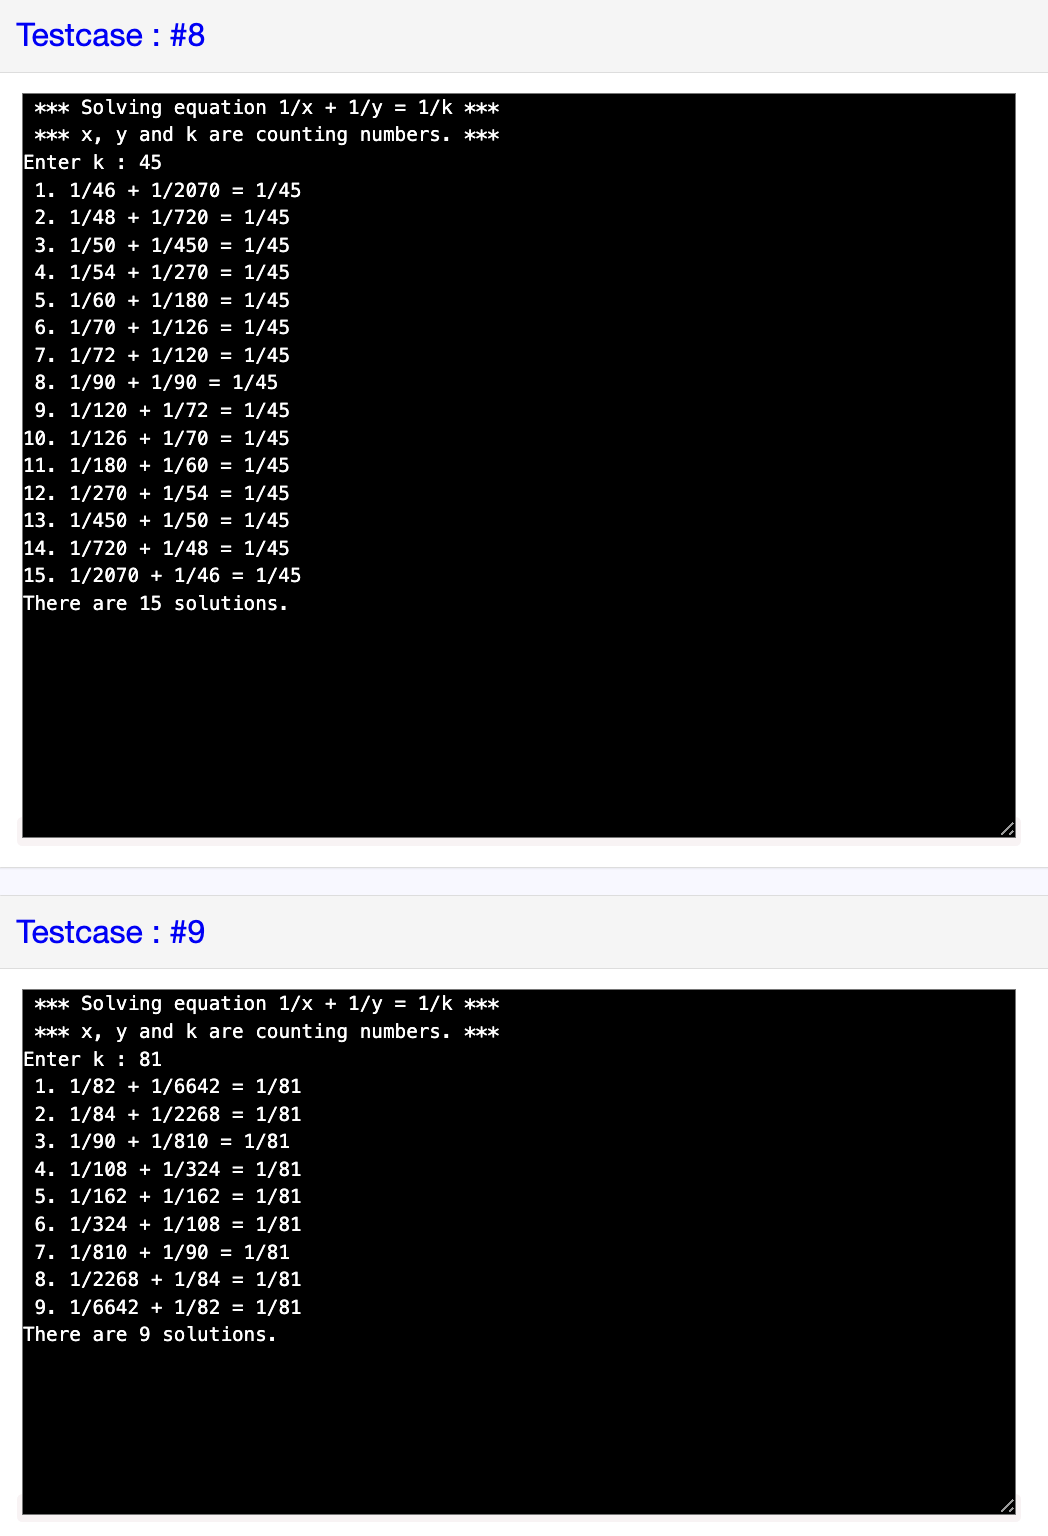 Testcase : #8
*** Solving equation 1/x + 1/y = 1/k ***
*** x, y and k are counting numbers. ***
Enter k : 45
1. 1/46 + 1/2070 = 1/45
2. 1/48 + 1/720 = 1/45
3. 1/50 + 1/450 = 1/45
4. 1/54 + 1/270 = 1/45
5. 1/60 + 1/180 = 1/45
6. 1/70 + 1/126 = 1/45
7. 1/72 + 1/120 = 1/45
8. 1/90 + 1/90 = 1/45
9. 1/120 + 1/72 = 1/45
10. 1/126 + 1/70 = 1/45
11. 1/180 + 1/60 = 1/45
12. 1/270 + 1/54 = 1/45
13. 1/450 + 1/50 = 1/45
14. 1/720 + 1/48 = 1/45
15. 1/2070 + 1/46 = 1/45
There are 15 solutions.
Testcase : #9
*** Solving equation 1/x + 1/y = 1/k ***
*** x, y and k are counting numbers. ***
Enter k : 81
1. 1/82 + 1/6642 = 1/81
2. 1/84 + 1/2268 = 1/81
3. 1/90 + 1/810 = 1/81
4. 1/108 + 1/324 = 1/81
5. 1/162 + 1/162 = 1/81
6. 1/324 + 1/108 = 1/81
7. 1/810 + 1/90 = 1/81
8. 1/2268 + 1/84 = 1/81
9. 1/6642 + 1/82 = 1/81
There are 9 solutions.